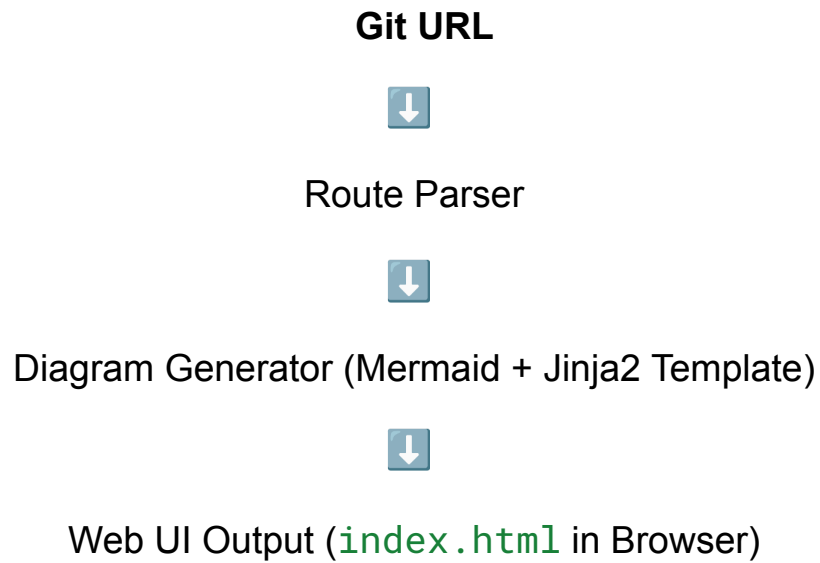 Git URL
⬇️
Route Parser
⬇️
Diagram Generator (Mermaid + Jinja2 Template)
⬇️
Web UI Output (index.html in Browser)